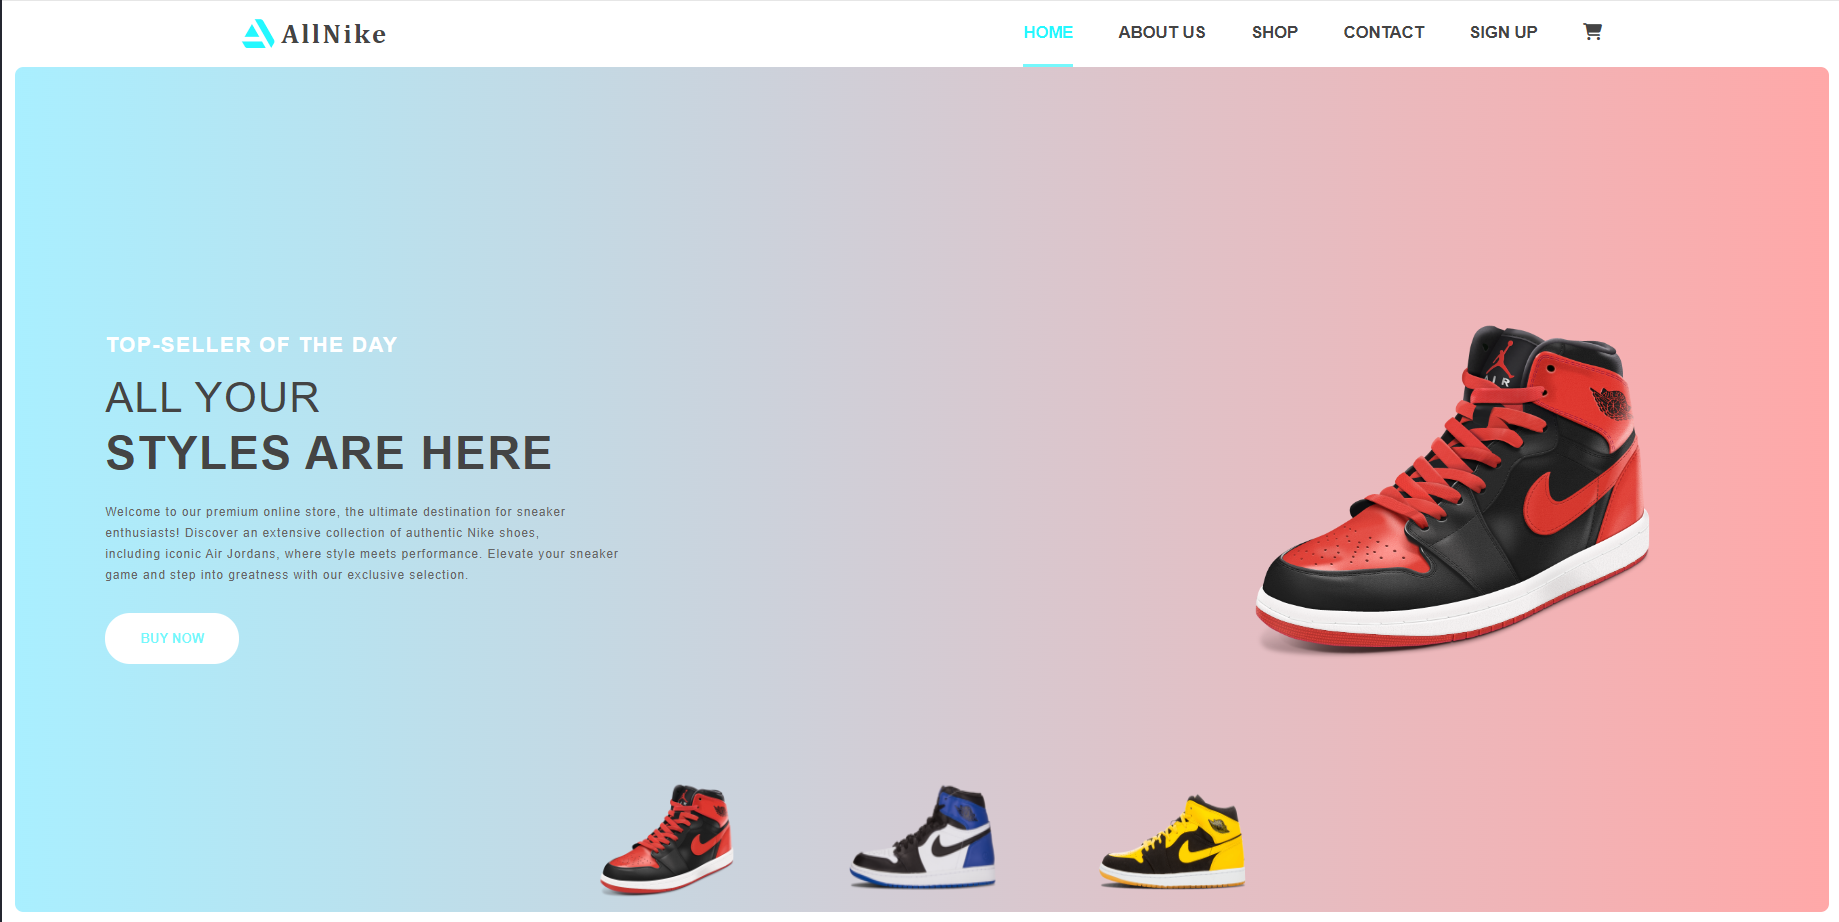 AllNike
HOME
ABOUT US
SHOP
CONTACT
SIGN UP
TOP-SELLER OF THE DAY
ALL YOUR
STYLES ARE HERE
Welcome to our premium online store, the ultimate destination for sneaker
enthusiasts! Discover an extensive collection of authentic Nike shoes,
including iconic Air Jordans, where style meets performance. Elevate your sneaker
game and step into greatness with our exclusive selection.
BUY NOW
AIR